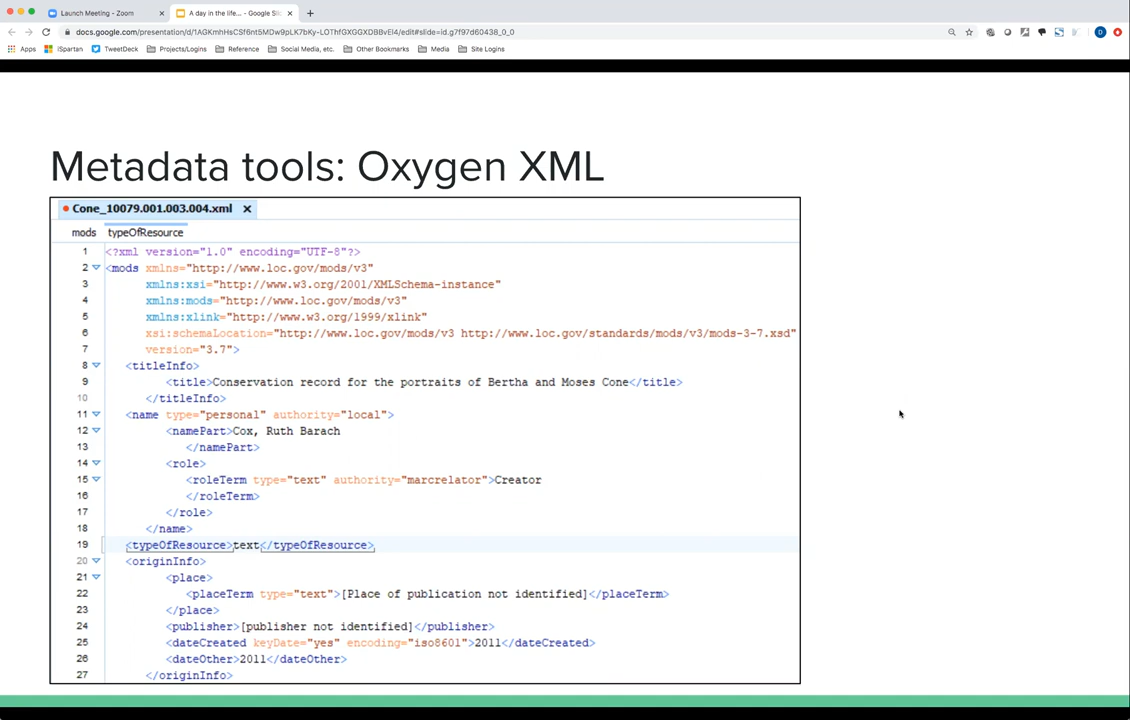 Launch Meeting - Zoom
A day in the life... - Google Sli
docs.google.com/presentation/d/1AGKmhHsCSf6nt5MDw9pLK7bKy-LOThfGXGGXDBBvEl4/edit#slide=id.g7f97d60438_0_0
Apps iSpartan TweetDeck Projects/Logins Reference Social Media, etc. Other Bookmarks Media Site Logins
Metadata tools: Oxygen XML
Cone_10079.001.003.004.xml
mods typeOfResource
1 <?xml version="1.0" encoding="UTF-8"?>
2 <mods xmlns="http://www.loc.gov/mods/v3"
3 xmlns:xsi="http://www.w3.org/2001/XMLSchema-instance"
4 xmlns:mods="http://www.loc.gov/mods/v3"
5 xmlns:xlink="http://www.w3.org/1999/xlink"
6 xsi:schemaLocation="http://www.loc.gov/mods/v3 http://www.loc.gov/standards/mods/v3/mods-3-7.xsd"
7 version="3.7">
8 <titleInfo>
9 <title>Conservation record for the portraits of Bertha and Moses Cone</title>
10 </titleInfo>
11 <name type="personal" authority="local">
12 <namePart>Cox, Ruth Barach
13 </namePart>
14 <role>
15 <roleTerm type="text" authority="marcrelator">Creator
16 </roleTerm>
17 </role>
18 </name>
19 <typeOfResource>text</typeOfResource>
20 <originInfo>
21 <place>
22 <placeTerm type="text">[Place of publication not identified]</placeTerm>
23 </place>
24 <publisher>[publisher not identified]</publisher>
25 <dateCreated keyDate="yes" encoding="iso8601">2011</dateCreated>
26 <dateOther>2011</dateOther>
27 </originInfo>